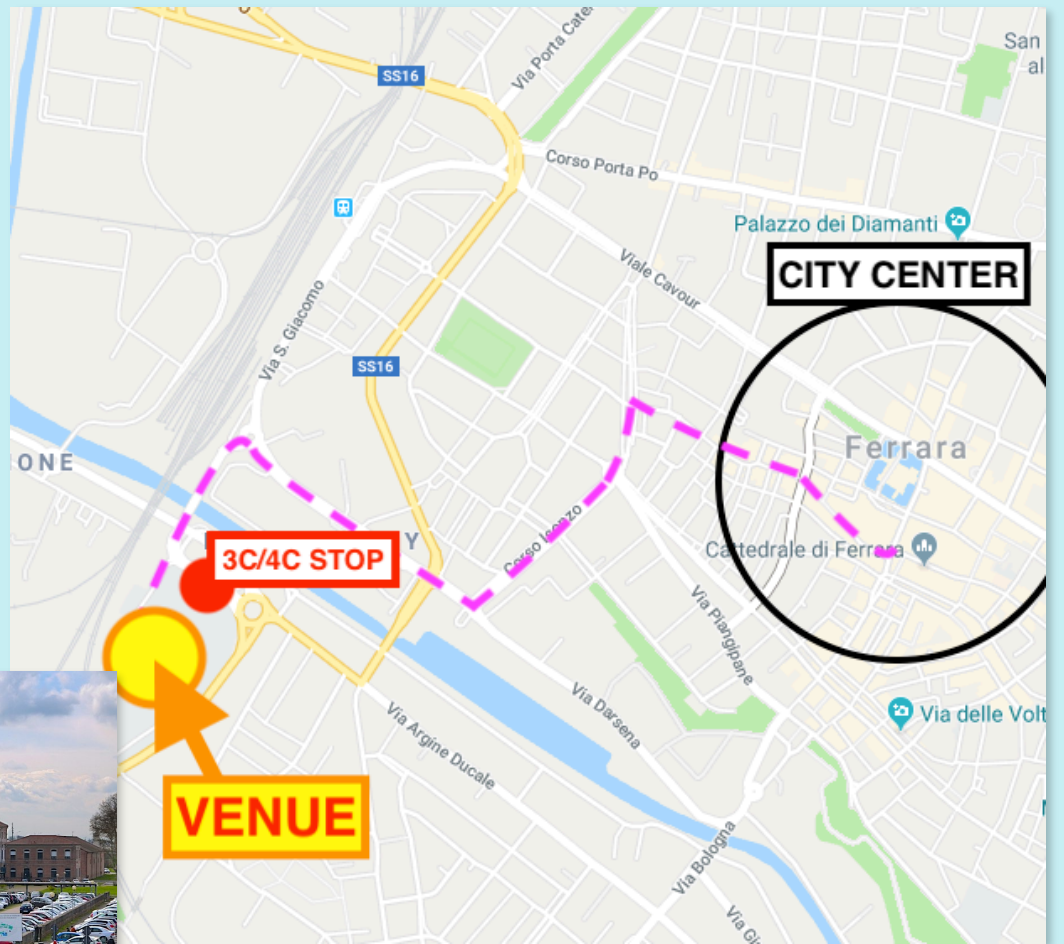 SS16
Via Porta Cate
San
al
Corso Porta Po
Palazzo dei Diamanti
CITY CENTER
Viale Cavour
Via S. Giacomo
SS16
Ferrara
ONE
Y
3C/4C STOP
Corso Isonzo
Cattedrale di Ferrara
Via Piangipane
Via delle Volt
Via Darsena
Via Argine Ducale
VENUE
Via Bologna
Via Gi